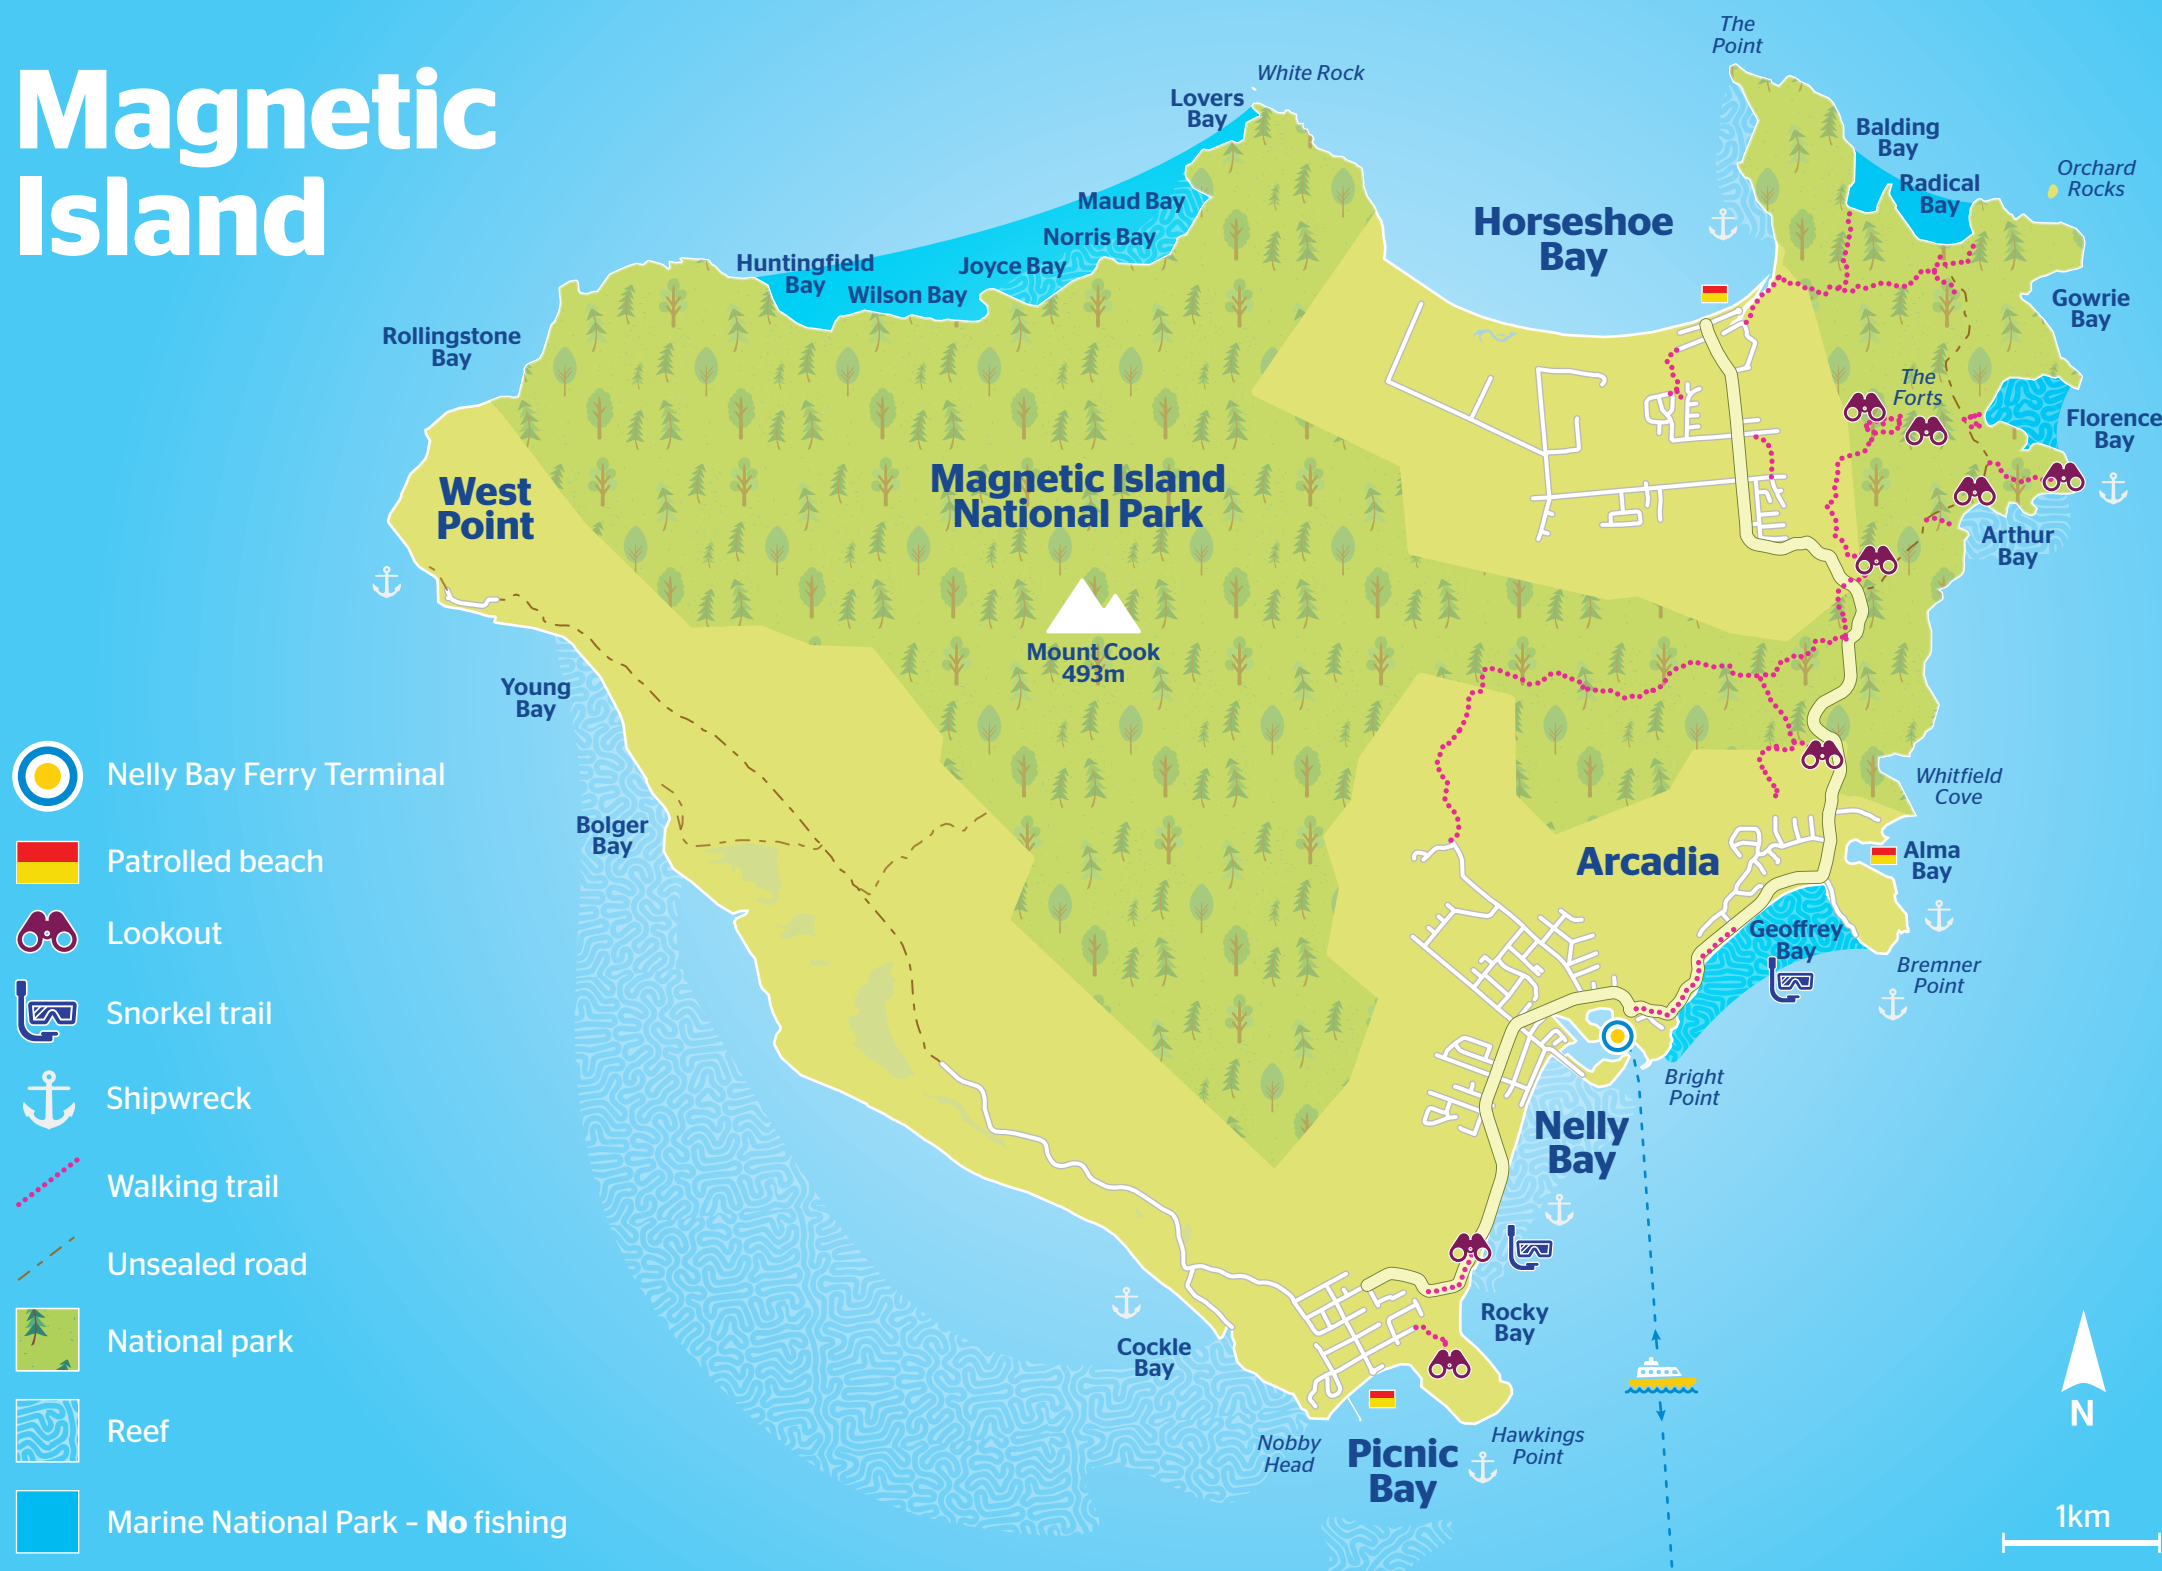 Magnetic
Island
The
Point
White Rock
Lovers
Bay
Balding
Bay
Radical
Bay
Orchard
Rocks
Maud Bay
Norris Bay
Joyce Bay
Huntingfield
Bay
Wilson Bay
Horseshoe
Bay
Gowrie
Bay
Rollingstone
Bay
The
Forts
Florence
Bay
West
Point
Magnetic Island
National Park
Arthur
Bay
Mount Cook
493m
Young
Bay
Whitfield
Cove
Bolger
Bay
Arcadia
Alma
Bay
Geoffrey
Bay
Bremner
Point
Bright
Point
Nelly
Bay
Rocky
Bay
Cockle
Bay
Nobby
Head
Picnic
Bay
Hawkings
Point
Nelly Bay Ferry Terminal
Patrolled beach
Lookout
Snorkel trail
Shipwreck
Walking trail
Unsealed road
National park
Reef
Marine National Park – No fishing
N
1km